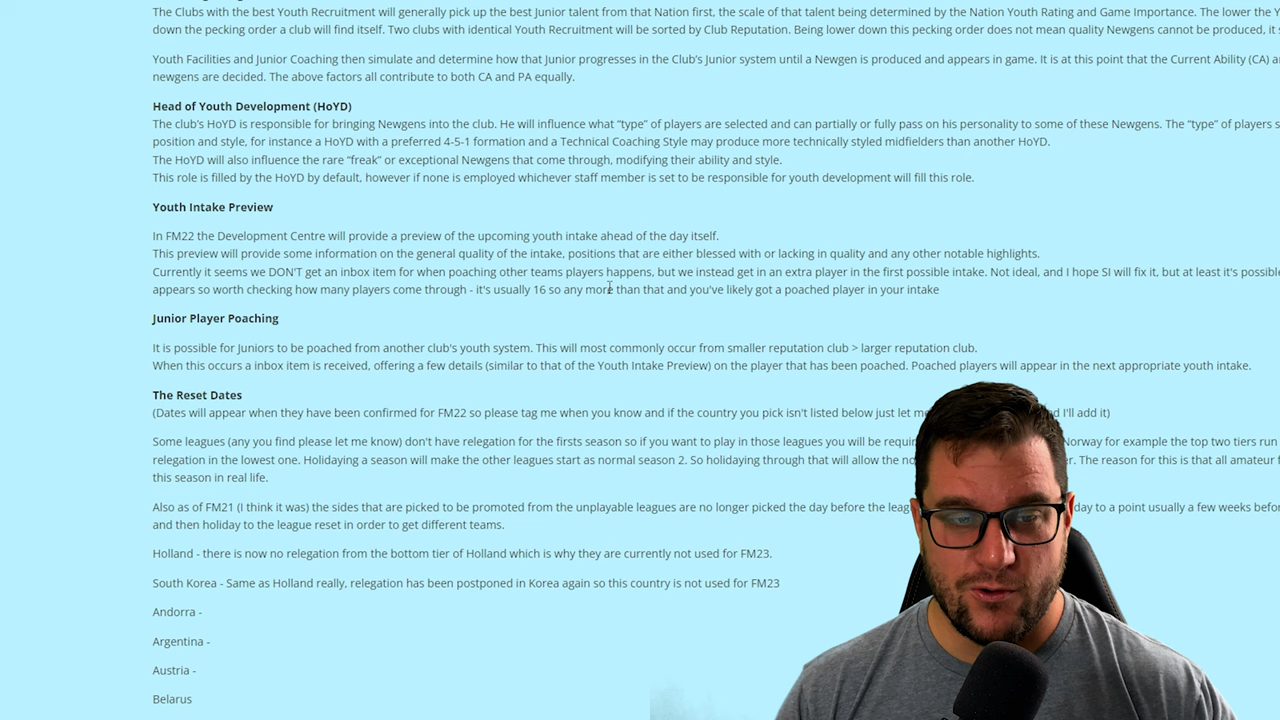 The Clubs with the best Youth Recruitment will generally pick up the best Junior talent from that Nation first, the scale of that talent being determined by the Nation Youth Rating and Game Importance. The lower the Y
down the pecking order a club will find itself. Two clubs with identical Youth Recruitment will be sorted by Club Reputation. Being lower down this pecking order does not mean quality Newgens cannot be produced, it
Youth Facilities and Junior Coaching then simulate and determine how that Junior progresses in the Club's Junior system until a Newgen is produced and appears in game. It is at this point that the Current Ability (CA)
newgens are decided. The above factors all contribute to both CA and PA equally.
Head of Youth Development (HoYD)
The club's HoYD is responsible for bringing Newgens into the club. He will influence what “type” of players are selected and can partially or fully pass on his personality to some of these Newgens. The “type” of players
position and style, for instance a HoYD with a preferred 4-5-1 formation and a Technical Coaching Style may produce more technically styled midfielders than another HoYD.
The HoYD will also influence the rare “freak” or exceptional Newgens that come through, modifying their ability and style.
This role is filled by the HoYD by default, however if none is employed whichever staff member is set to be responsible for youth development will fill this role.
Youth Intake Preview
In FM22 the Development Centre will provide a preview of the upcoming youth intake ahead of the day itself.
This preview will provide some information on the general quality of the intake, positions that are either blessed with or lacking in quality and any other notable highlights.
Currently it seems we DON'T get an inbox item for when poaching other teams players happens, but we instead get in an extra player in the first possible intake. Not ideal, and I hope SI will fix it, but at least it's
appears so worth checking how many players come through - it's usually 16 so any more than that and you've likely got a poached player in your intake
Junior Player Poaching
It is possible for Juniors to be poached from another club's youth system. This will most commonly occur from smaller reputation club > larger reputation club.
When this occurs a inbox item is received, offering a few details (similar to that of the Youth Intake Preview) on the player that has been poached. Poached players will appear in the next appropriate youth intake.
The Reset Dates
(Dates will appear when they have been confirmed for FM22 so please tag me when you know and if the country you pick isn't listed below just let I'll add it)
Some leagues (any you find please let me know) don't have relegation for the firsts season so if you want to play in those leagues you will be Norway for example the top two tiers run
relegation in the lowest one. Holidaying a season will make the other leagues start as normal season 2. So holidaying through that will allow the The reason for this is that all amateur
this season in real life.
Also as of FM21 (I think it was) the sides that are picked to be promoted from the unplayable leagues are no longer picked the day before the to a point usually a few weeks
and then holiday to the league reset in order to get different teams.
Holland - there is now no relegation from the bottom tier of Holland which is why they are currently not used for FM23.
South Korea - Same as Holland really, relegation has been postponed in Korea again so this country is not used for FM23
Andorra -
Argentina -
Austria -
Belarus